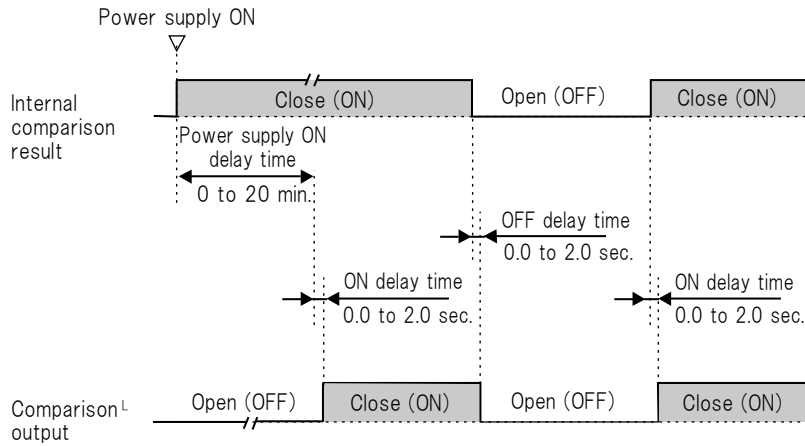 Power supply ON
Internal comparison result
Close (ON)
Open (OFF)
Close (ON)
Power supply ON
delay time
0 to 20 min.
OFF delay time
0.0 to 2.0 sec.
ON delay time
0.0 to 2.0 sec.
ON delay time
0.0 to 2.0 sec.
Comparison L
output
Open (OFF)
Close (ON)
Open (OFF)
Close (ON)